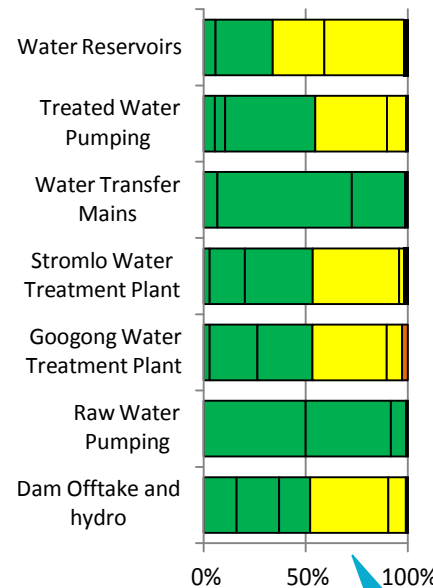 Water Reservoirs
Treated Water
Pumping
Water Transfer
Mains
Stromlo Water
Treatment Plant
Googong Water
Treatment Plant
Raw Water
Pumping
Dam Offtake and
hydro
0% 50% 100%